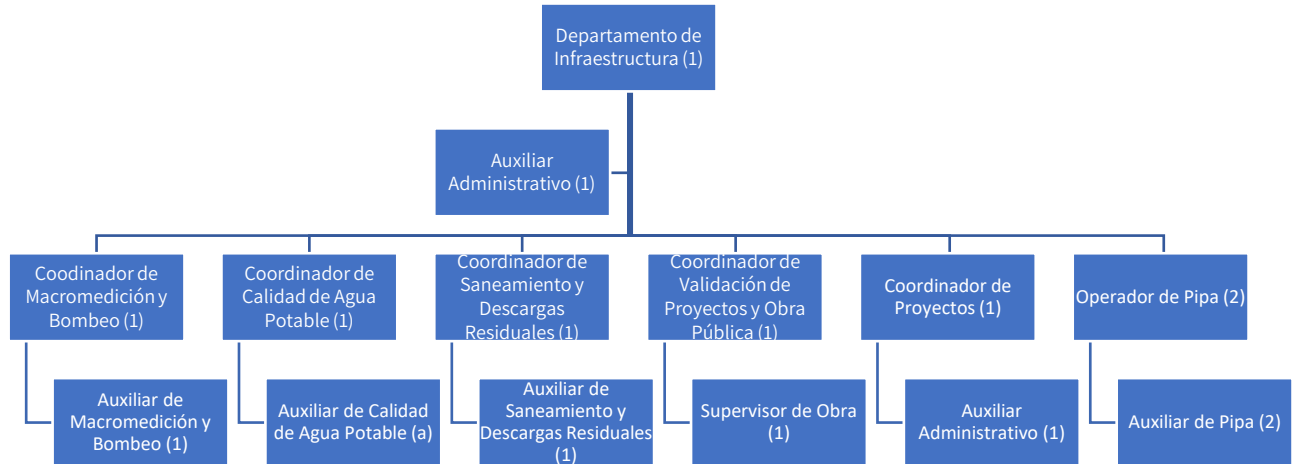 Departamento de
Infraestructura (1)
Auxiliar
Administrativo (1)
Coodinador de
Macromedición y
Bombeo (1)
Coordinador de
Calidad de Agua
Potable (1)
Coordinador de
Saneamiento y
Descargas
Residuales (1)
Coordinador de
Validación de
Proyectos y Obra
Pública (1)
Coordinador de
Proyectos (1)
Operador de Pipa (2)
Auxiliar de
Macromedición y
Bombeo (1)
Auxiliar de Calidad
de Agua Potable (a)
Auxiliar de
Saneamiento y
Descargas Residuales
(1)
Supervisor de Obra
(1)
Auxiliar
Administrativo (1)
Auxiliar de Pipa (2)